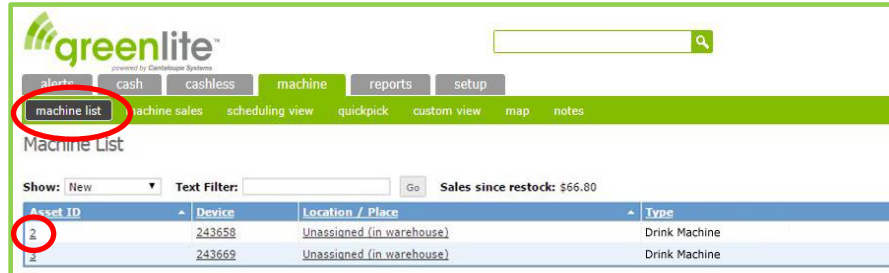 greenlite™
powered by Cantaloupe Systems
alerts cash cashless machine reports setup
machine list machine sales scheduling view quickpick custom view map notes
Machine List
Show: New Text Filter: Go Sales since restock: $66.80
Asset ID Device Location / Place Type
2 243658 Unassigned (in warehouse) Drink Machine
3 243669 Unassigned (in warehouse) Drink Machine